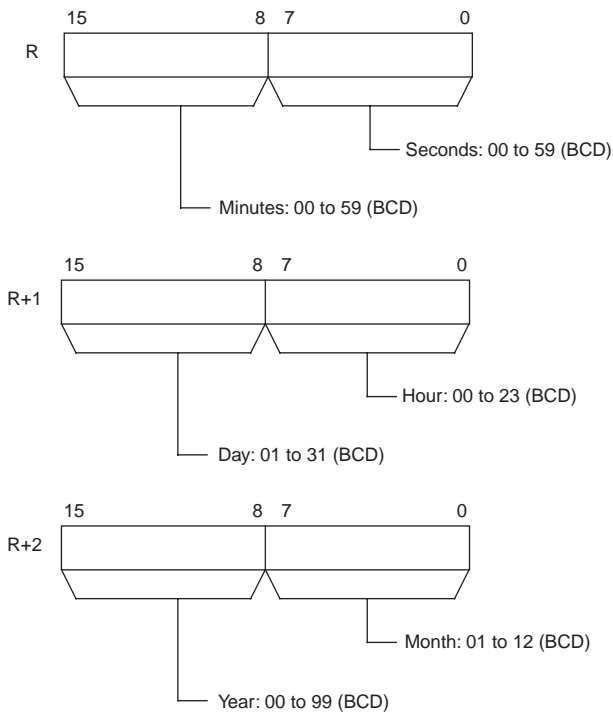 15 8 7 0
R
Seconds: 00 to 59 (BCD)
Minutes: 00 to 59 (BCD)
15 8 7 0
R+1
Hour: 00 to 23 (BCD)
Day: 01 to 31 (BCD)
15 8 7 0
R+2
Month: 01 to 12 (BCD)
Year: 00 to 99 (BCD)